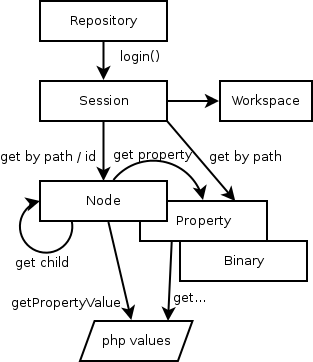 Repository
login()
Session
Workspace
get by path / id
get property
get by path
Node
Property
get child
Binary
getPropertyValue
get...
php values